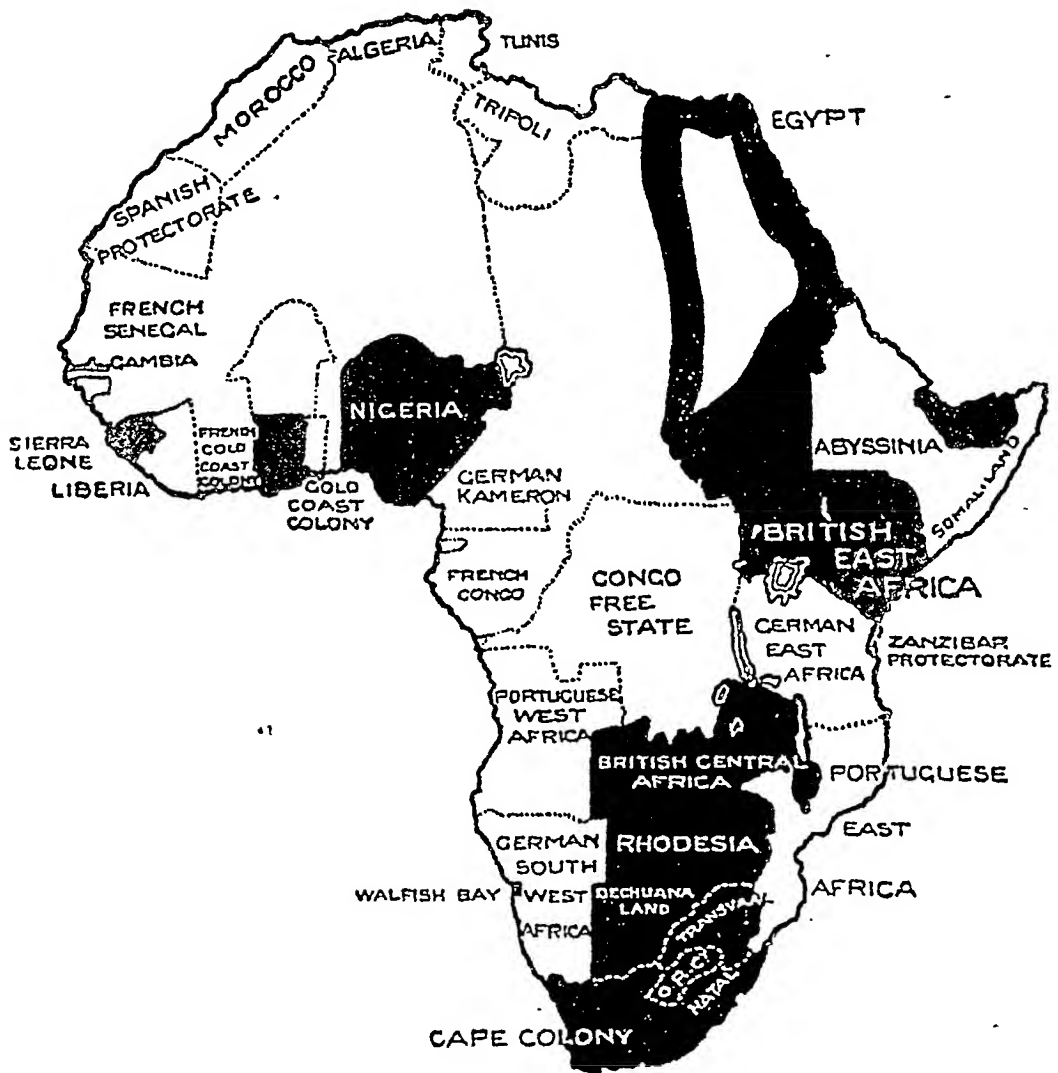 ALGERIA
TUNIS
MOROCCO
TRIPOLI
EGYPT
SPANISH
PROTECTORATE
FRENCH
SENEGAL
GAMBIA
NIGERIA
SIERRA
LEONE
LIBERIA
FRENCH
GOLD
COAST
COLONY
GOLD
COAST
COLONY
GERMAN
KAMERON
ABYSSINIA
SOMALILAND
BRITISH
EAST
AFRICA
FRENCH
CONGO
CONGO
FREE
STATE
GERMAN
EAST
AFRICA
ZANZIBAR
PROTECTORATE
PORTUGUESE
WEST
AFRICA
BRITISH CENTRAL
AFRICA
PORTUGUESE
EAST
AFRICA
GERMAN
SOUTH
WEST
AFRICA
RHODESIA
WALFISH BAY
BECHUANA
LAND
TRANSVAAL
O.R.C.
NATAL
CAPE COLONY